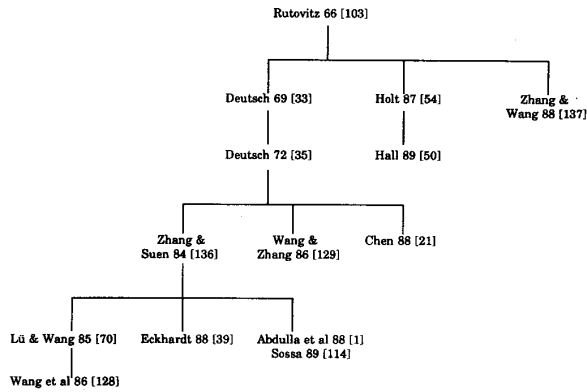 Rutovitz 66 [103]
Deutsch 69 [33]
Holt 87 [54]
Zhang &
Wang 88 [137]
Deutsch 72 [35]
Hall 89 [50]
Zhang &
Suen 84 [136]
Wang &
Zhang 86 [129]
Chen 88 [21]
Lü & Wang 85 [70]
Eckhardt 88 [39]
Abdulla et al 88 [1]
Sossa 89 [114]
Wang et al 86 [128]